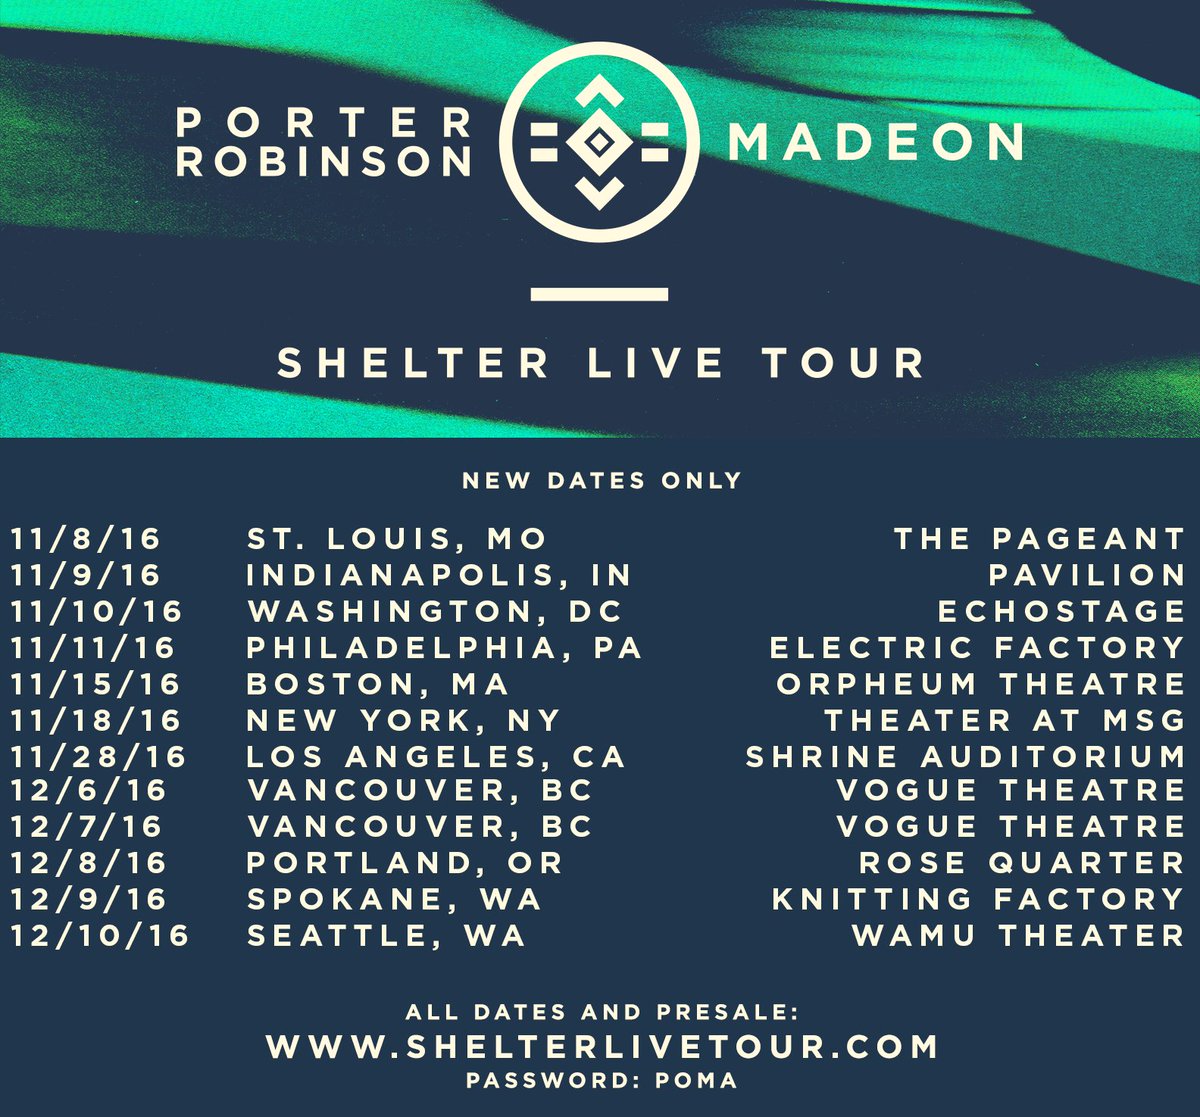 PORTER
ROBINSON
MADEON
SHELTER LIVE TOUR
NEW DATES ONLY
11/8/16 ST. LOUIS, MO THE PAGEANT
11/9/16 INDIANAPOLIS, IN PAVILION
11/10/16 WASHINGTON, DC ECHOSTAGE
11/11/16 PHILADELPHIA, PA ELECTRIC FACTORY
11/15/16 BOSTON, MA ORPHEUM THEATRE
11/18/16 NEW YORK, NY THEATER AT MSG
11/28/16 LOS ANGELES, CA SHRINE AUDITORIUM
12/6/16 VANCOUVER, BC VOGUE THEATRE
12/7/16 VANCOUVER, BC VOGUE THEATRE
12/8/16 PORTLAND, OR ROSE QUARTER
12/9/16 SPOKANE, WA KNITTING FACTORY
12/10/16 SEATTLE, WA WAMU THEATER
ALL DATES AND PRESALE:
WWW.SHELTERLIVETOUR.COM
PASSWORD: POMA